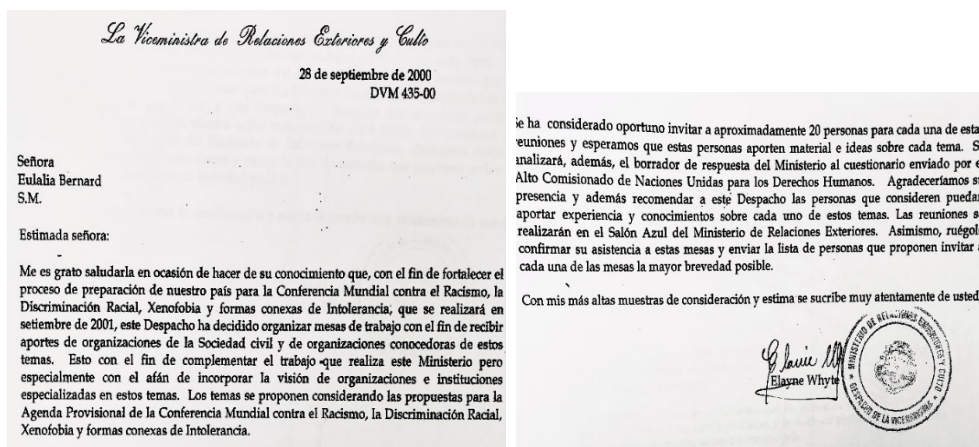 La Viceministra de Relaciones Exteriores y Culto
28 de septiembre de 2000
DVM 435-00
Señora
Eulalia Bernard
S.M.
Estimada señora:
Me es grato saludarla en ocasión de hacer de su conocimiento que, con el fin de fortalecer el
proceso de preparación de nuestro país para la Conferencia Mundial contra el Racismo, la
Discriminación Racial, Xenofobia y formas conexas de Intolerancia, que se realizará en
setiembre de 2001, este Despacho ha decidido organizar mesas de trabajo con el fin de recibir
aportes de organizaciones de la Sociedad civil y de organizaciones conocedoras de estos
temas. Esto con el fin de complementar el trabajo que realiza este Ministerio pero
especialmente con el afán de incorporar la visión de organizaciones e instituciones
especializadas en estos temas. Los temas se proponen considerando las propuestas para la
Agenda Provisional de la Conferencia Mundial contra el Racismo, la Discriminación Racial,
Xenofobia y formas conexas de Intolerancia.
Se ha considerado oportuno invitar a aproximadamente 20 personas para cada una de esta
reuniones y esperamos que estas personas aporten material e ideas sobre cada tema. S
analizará, además, el borrador de respuesta del Ministerio al cuestionario enviado por e
Alto Comisionado de Naciones Unidas para los Derechos Humanos. Agradeceríamos s
presencia y además recomendar a este Despacho las personas que consideren pueda
aportar experiencia y conocimientos sobre cada uno de estos temas. Las reuniones s
realizarán en el Salón Azul del Ministerio de Relaciones Exteriores. Asimismo, ruégol
confirmar su asistencia a estas mesas y enviar la lista de personas que proponen invitar
cada una de las mesas la mayor brevedad posible.
Con mis más altas muestras de consideración y estima se sucribe muy atentamente de usted
Elayne Whyte
MINISTERIO DE RELACIONES EXTERIORES Y CULTO
DESPACHO DE LA VICEMINISTRA